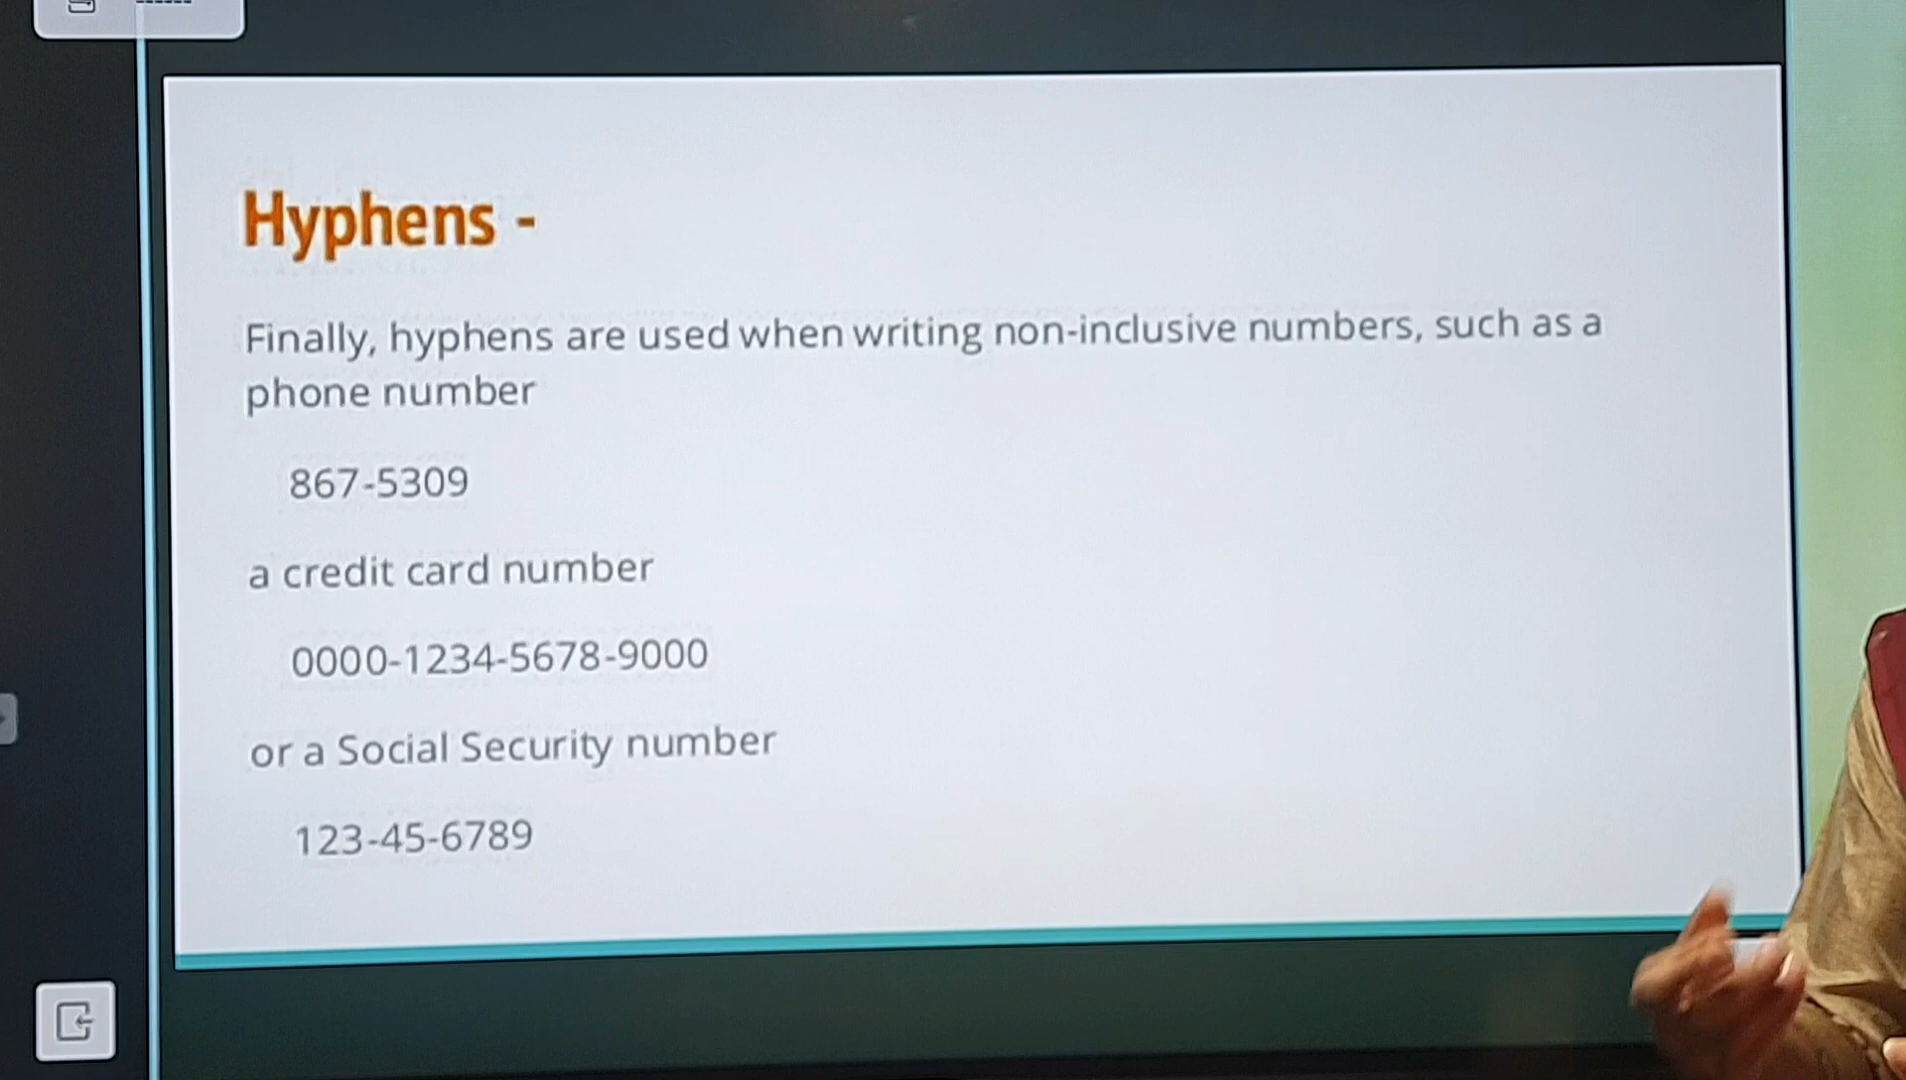 Hyphens -
Finally, hyphens are used when writing non-inclusive numbers, such as a
phone number
867-5309
a credit card number
0000-1234-5678-9000
or a Social Security number
123-45-6789